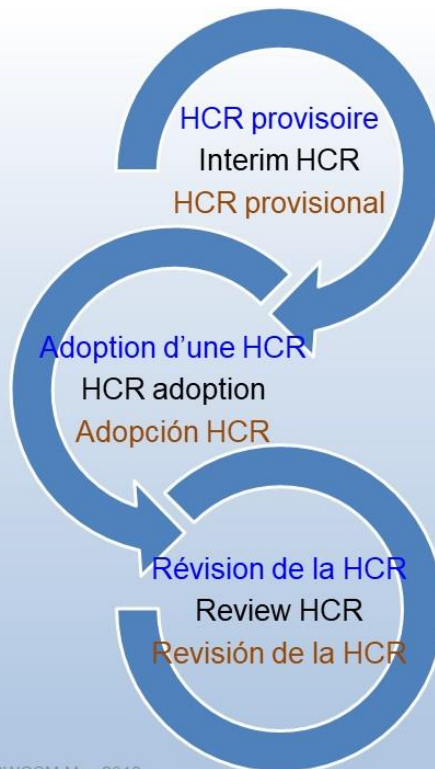 HCR provisoire
Interim HCR
HCR provisional
Adoption d'une HCR
HCR adoption
Adopción HCR
Révision de la HCR
Review HCR
Revisión de la HCR